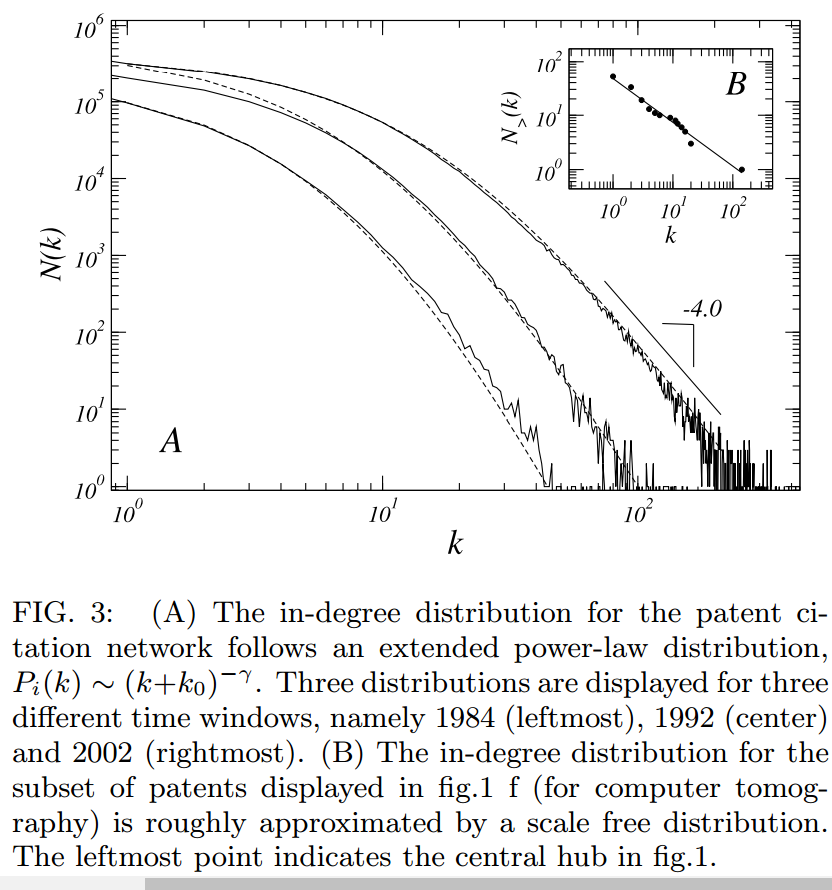 10^6
10^5
10^4
10^3
10^2
10^1
10^0
N(k)
A
10^0
10^1
10^2
k
-4.0
B
10^2
10^1
10^0
N_>(k)
10^0
10^1
10^2
k
FIG. 3: (A) The in-degree distribution for the patent ci-
tation network follows an extended power-law distribution,
P_i(k) ∼ (k+k_0)^{−γ}. Three distributions are displayed for three
different time windows, namely 1984 (leftmost), 1992 (center)
and 2002 (rightmost). (B) The in-degree distribution for the
subset of patents displayed in fig.1 f (for computer tomog-
raphy) is roughly approximated by a scale free distribution.
The leftmost point indicates the central hub in fig.1.